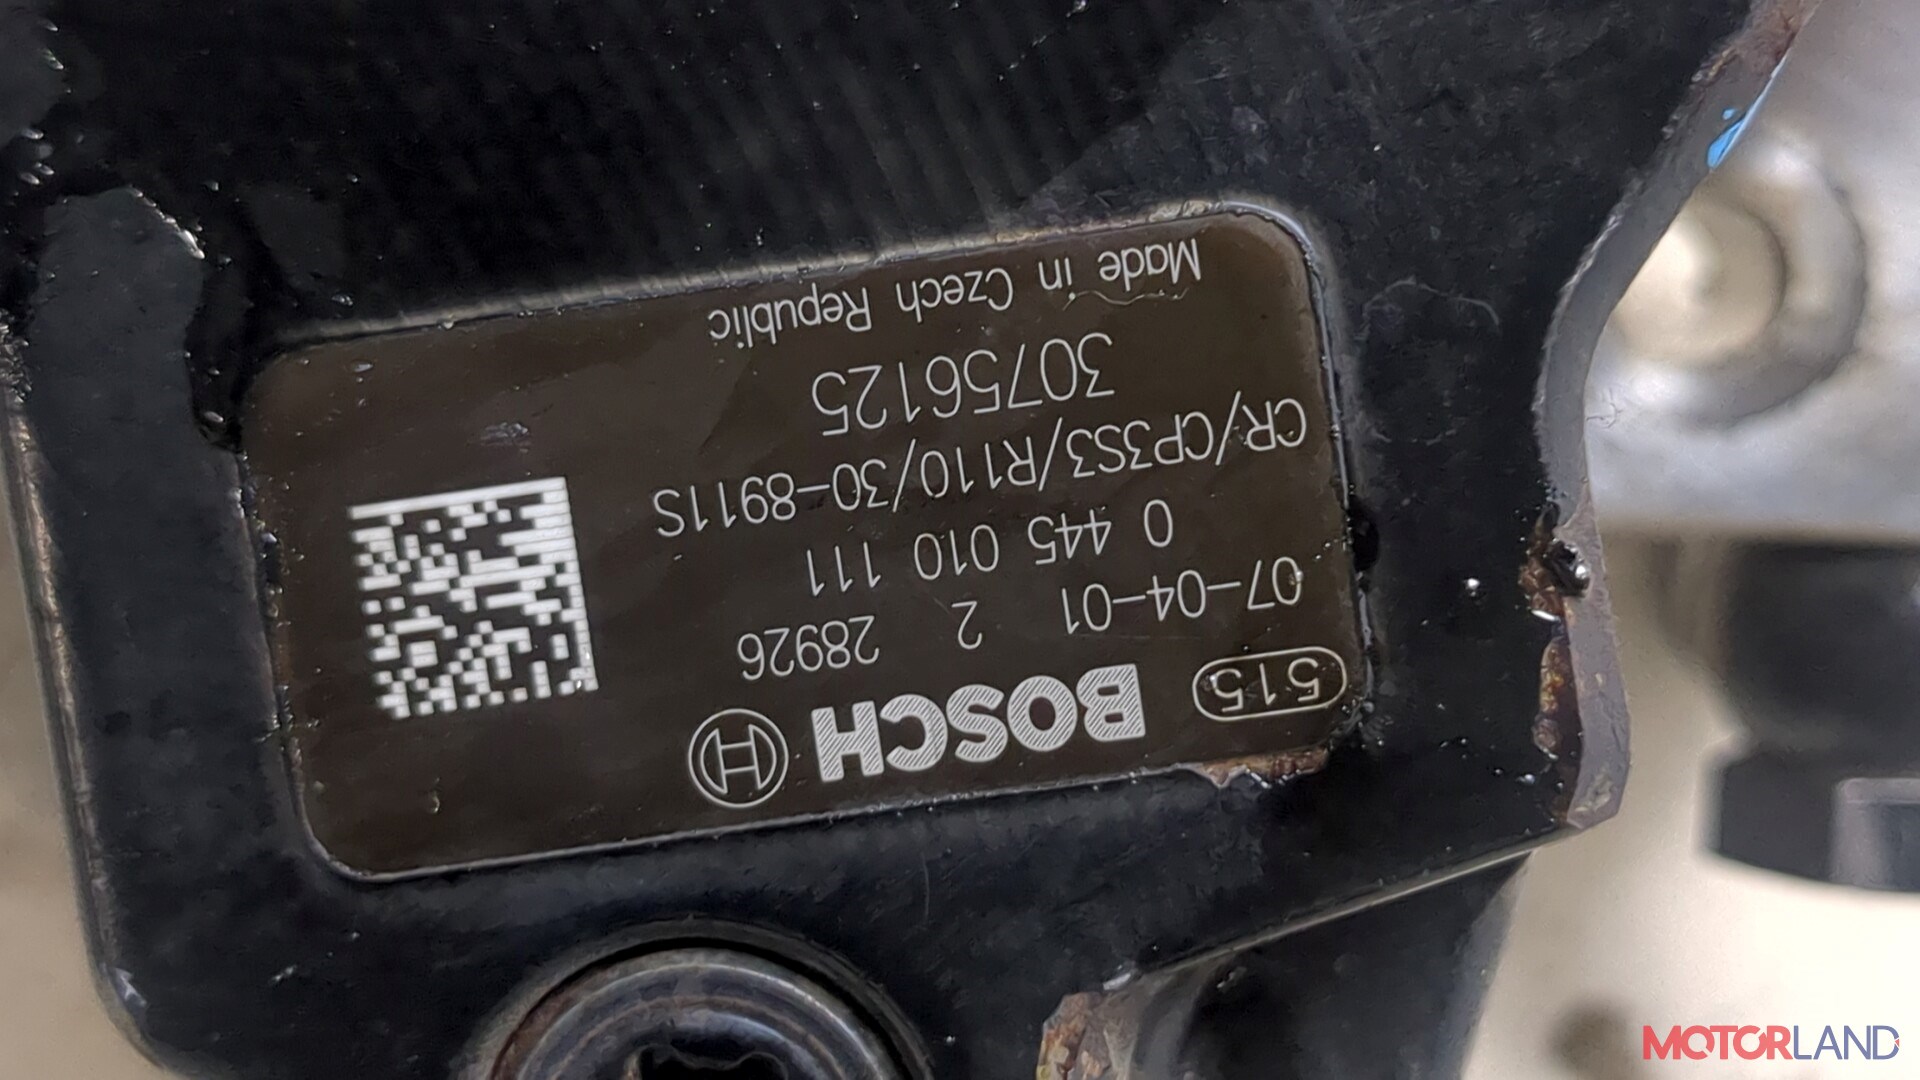 515 BOSCH
07-04-01 2 28926
0 445 010 111
CR/CP3S3/R110/30-8911S
30756125
Made in Czech Republic
MOTORLAND